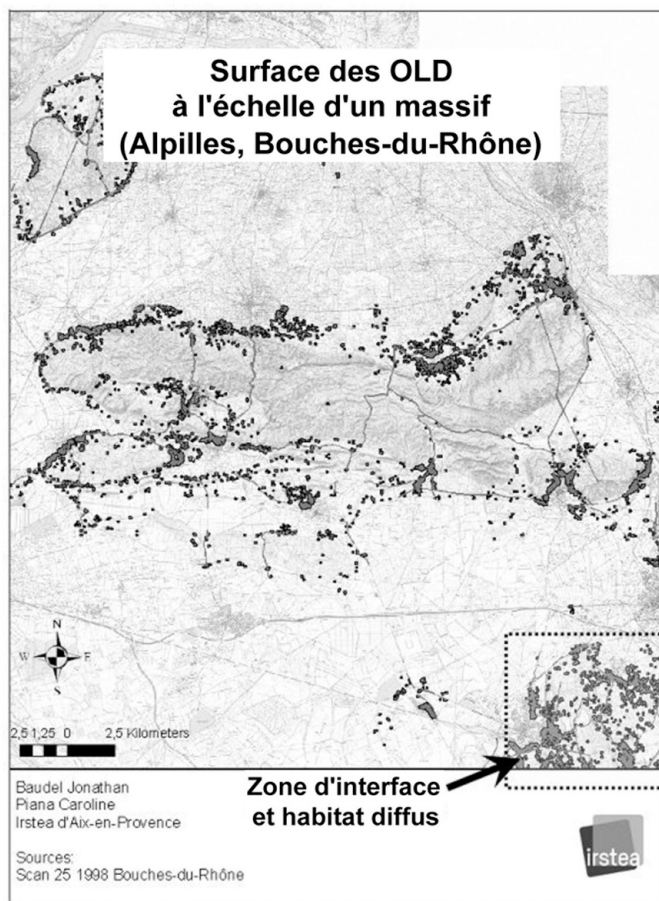 Surface des OLD
à l'échelle d'un massif
(Alpilles, Bouches-du-Rhône)
N
W E
S
2,5 1,25 0 2,5 Kilometers
Zone d'interface
et habitat diffus
Baudel Jonathan
Piana Caroline
Irstea d'Aix-en-Provence
Sources:
Scan 25 1998 Bouches-du-Rhône
irstea